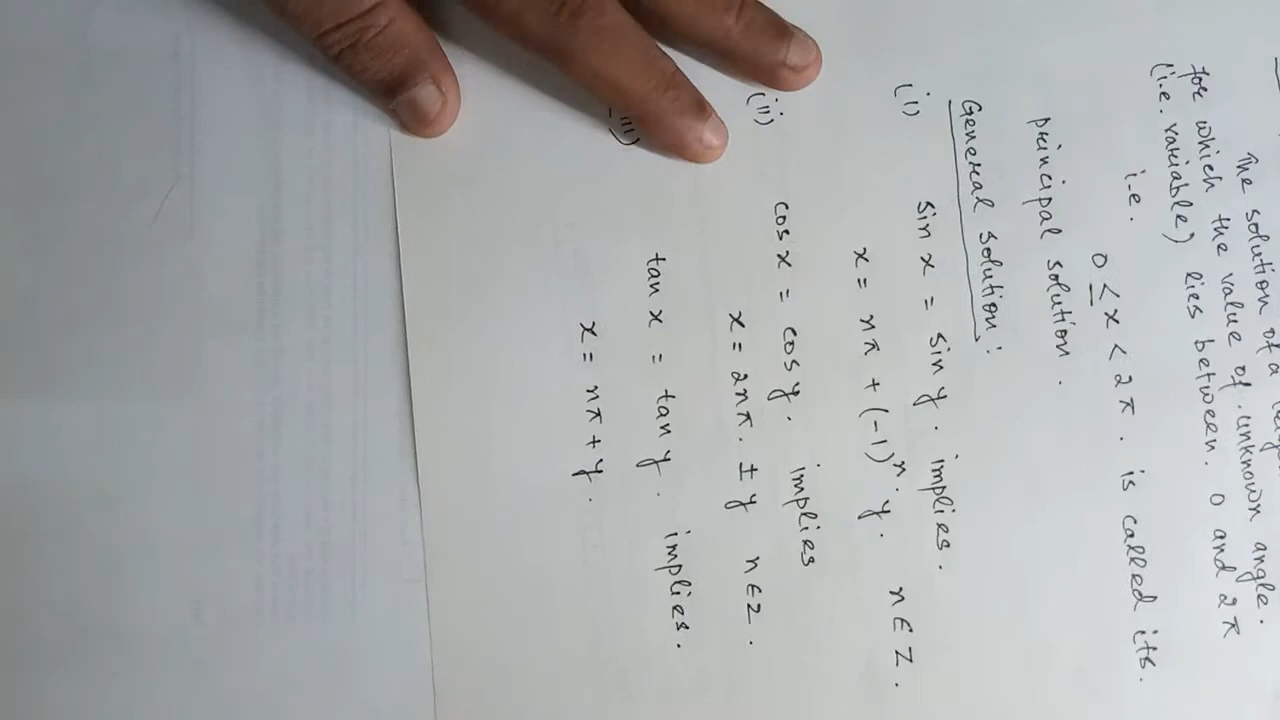 The solution of a
for which the value of unknown angle.
(i.e. variable) lies between. 0 and 2π
i.e. 0 ≤ x < 2π. is called its.
principal solution.
General solution:
(i) sin x = sin y. implies.
x = nπ + (-1)ⁿ. y. n ∈ Z.
(ii) cos x = cos y. implies
x = 2nπ. ± y n ∈ z.
(iii) tan x = tan y. implies.
x = nπ + y.